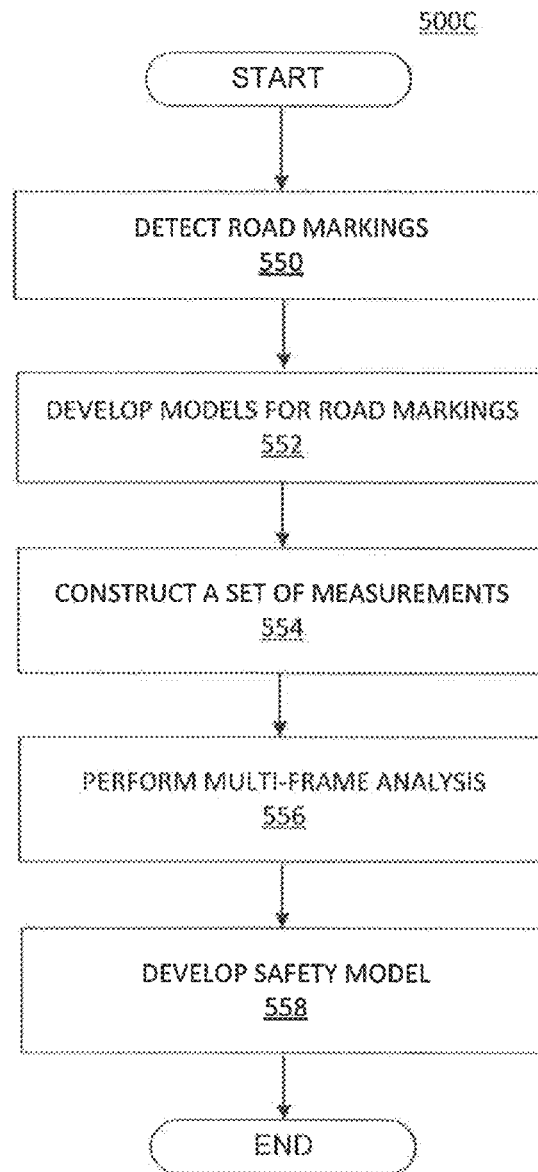 500C
START
DETECT ROAD MARKINGS
550
DEVELOP MODELS FOR ROAD MARKINGS
552
CONSTRUCT A SET OF MEASUREMENTS
554
PERFORM MULTI-FRAME ANALYSIS
556
DEVELOP SAFETY MODEL
558
END